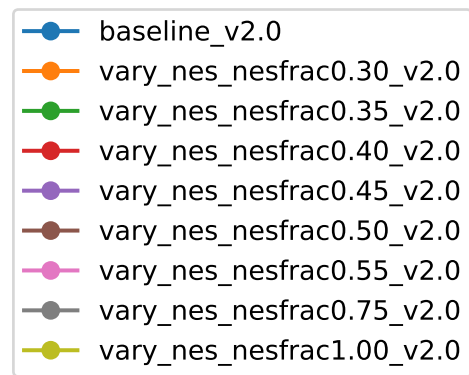 baseline_v2.0
vary_nes_nesfrac0.30_v2.0
vary_nes_nesfrac0.35_v2.0
vary_nes_nesfrac0.40_v2.0
vary_nes_nesfrac0.45_v2.0
vary_nes_nesfrac0.50_v2.0
vary_nes_nesfrac0.55_v2.0
vary_nes_nesfrac0.75_v2.0
vary_nes_nesfrac1.00_v2.0